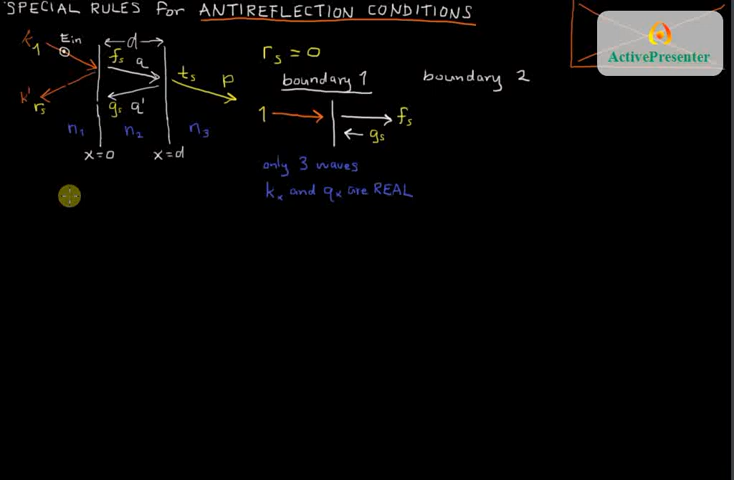 SPECIAL RULES for ANTIREFLECTION CONDITIONS
ActivePresenter
k 1 Ein
fs q
d
ts p
k' rs
gs q'
n1 n2 n3
x=0 x=d
rs = 0
boundary 1 boundary 2
1 fs
gs
only 3 waves
kx and qx are REAL